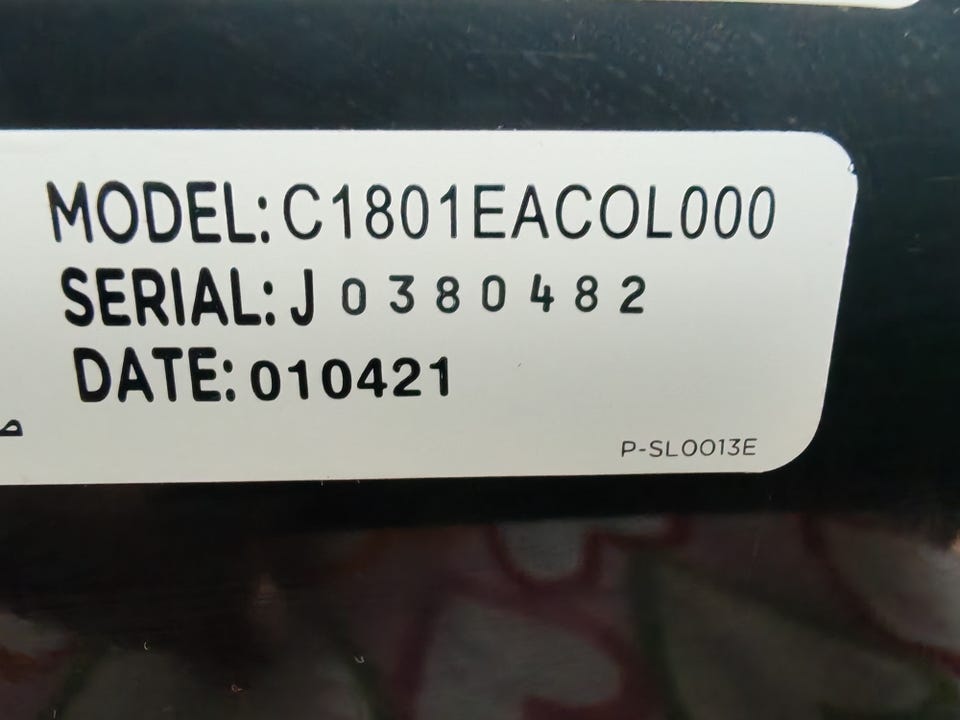 MODEL: C1801EACOL000
SERIAL: J 0380482
DATE: 010421
P-SL0013E